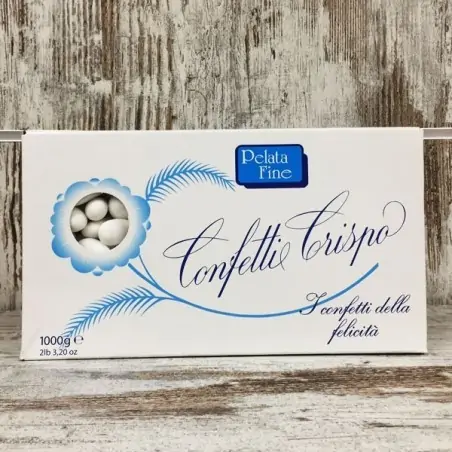 Pelata
Fine
Confetti Crispo
I confetti della
felicità
1000g ℮
2lb 3,20 oz